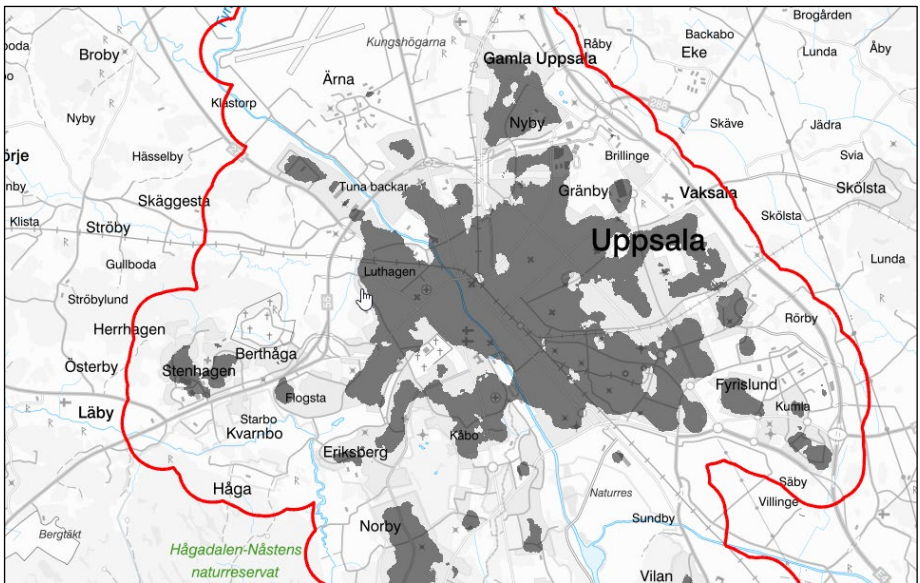 Brogården
Kungshögarna
Råby
Backabo
Eke
Lunda
Åby
Broby
Gamla Uppsala
Ärna
Klastorp
Nyby
Nyby
Skäve
Jädra
Hässelby
Brillinge
Svia
Tuna backar
Gränby
Vaksala
Skölsta
Skäggesta
Klista
Ströby
Skölsta
Uppsala
Gullboda
Luthagen
Lunda
Ströbylund
55
Rörby
Herrhagen
Berthåga
Österby
Stenhagen
Fyrislund
Flogsta
Läby
Starbo
Kvarnbo
Kumla
Kåbo
Eriksberg
Håga
Naturres
Säby
Villinge
Norby
Sundby
Bergtäkt
Hågadalen-Nåstens
naturreservat
Vilan